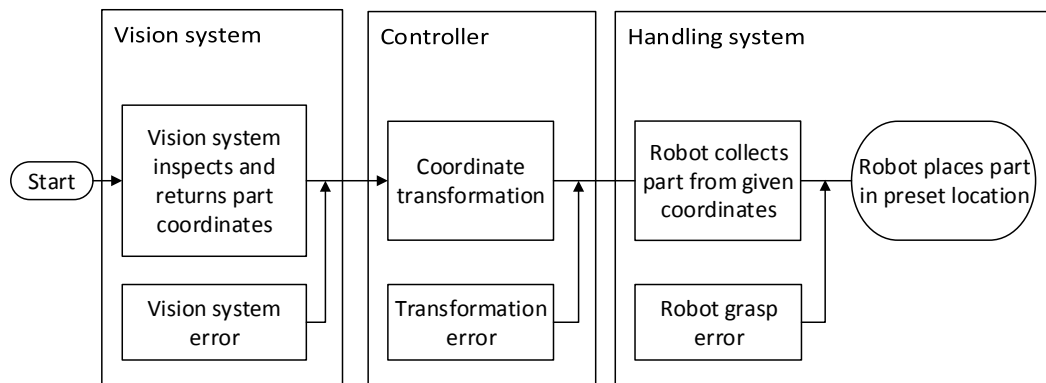 Vision system
Controller
Handling system
Start
Vision system
inspects and
returns part
coordinates
Coordinate
transformation
Robot collects
part from given
coordinates
Robot places part
in preset location
Vision system
error
Transformation
error
Robot grasp
error